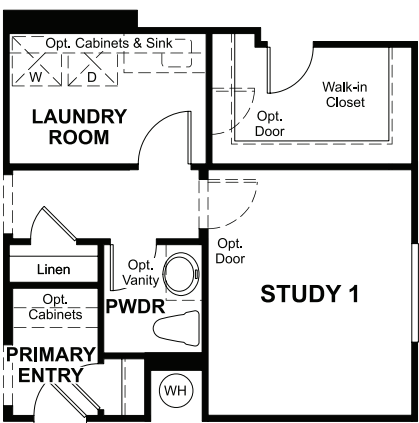 Opt. Cabinets & Sink
W
D
LAUNDRY
ROOM
Walk-in
Closet
Opt.
Door
Opt.
Door
Linen
Opt.
Vanity
Opt.
Cabinets
PWDR
STUDY 1
PRIMARY
ENTRY
WH